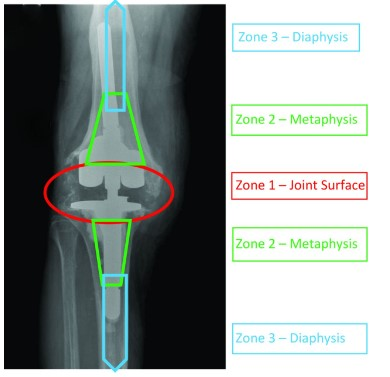 Zone 3 – Diaphysis
Zone 2 – Metaphysis
Zone 1 – Joint Surface
Zone 2 – Metaphysis
Zone 3 – Diaphysis